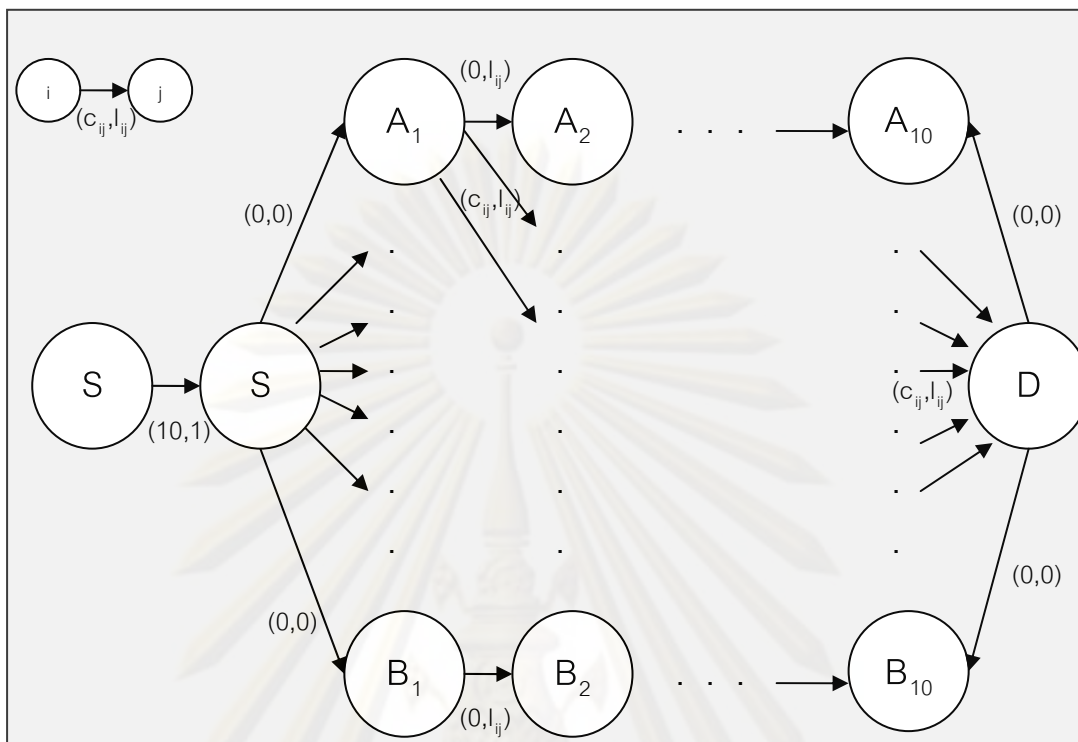 i
j
(c_ij,l_ij)
A_1
(0,l_ij)
A_2
. . .
A_10
(c_ij,l_ij)
(0,0)
(0,0)
S
(10,1)
S
(c_ij,l_ij)
D
(0,0)
(0,0)
B_1
(0,l_ij)
B_2
. . .
B_10